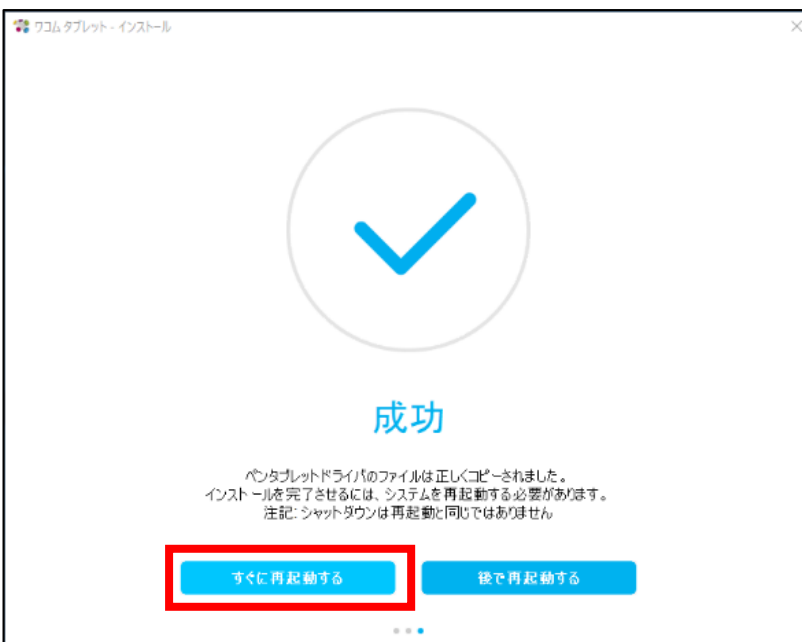 ワコム タブレット - インストール
成功
ペンタブレットドライバのファイルは正しくコピーされました。
インストールを完了させるには、システムを再起動する必要があります。
注記: シャットダウンは再起動と同じではありません
すぐに再起動する
後で再起動する